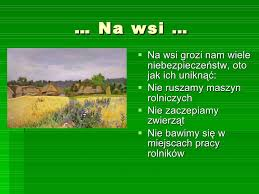 ... Na wsi ...
Na wsi grozi nam wiele
niebezpieczeństw, oto
jak ich uniknąć:
Nie ruszamy maszyn
rolniczych
Nie zaczepiamy
zwierząt
Nie bawimy się w
miejscach pracy
rolników